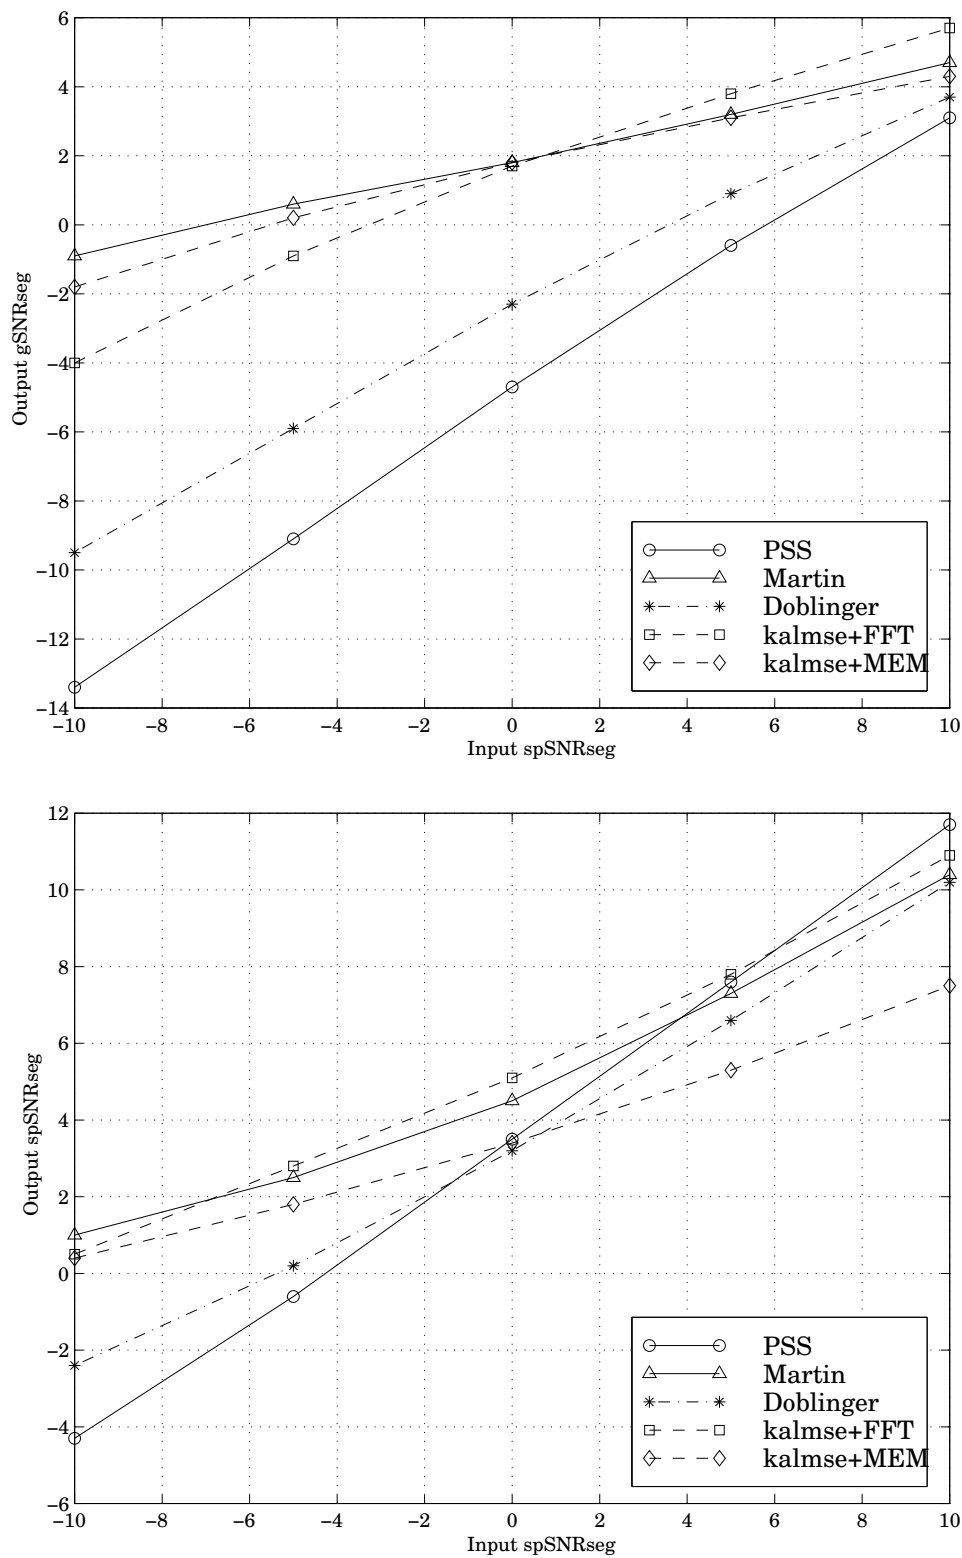 6
4
2
0
−2
−4
−6
−8
−10
−12
−14
Output gSNRseg
−10 −8 −6 −4 −2 0 2 4 6 8 10
Input spSNRseg
PSS
Martin
Doblinger
kalmse+FFT
kalmse+MEM
12
10
8
6
4
2
0
−2
−4
−6
Output spSNRseg
−10 −8 −6 −4 −2 0 2 4 6 8 10
Input spSNRseg
PSS
Martin
Doblinger
kalmse+FFT
kalmse+MEM